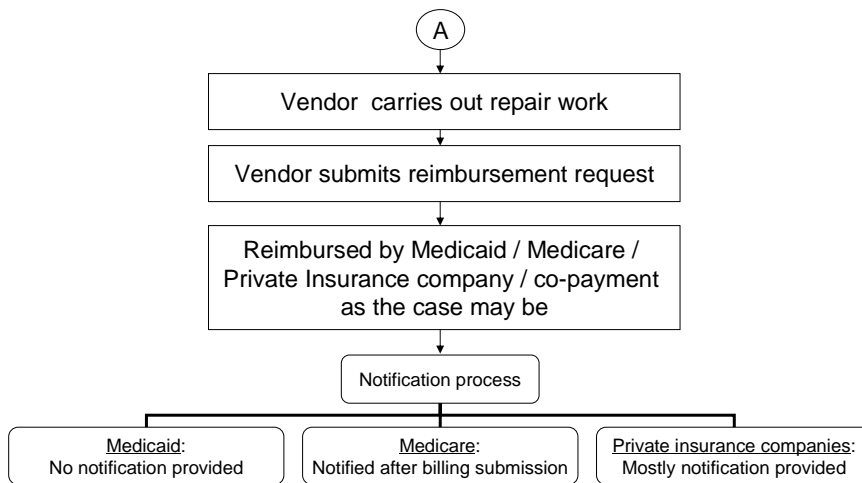 A
Vendor carries out repair work
Vendor submits reimbursement request
Reimbursed by Medicaid / Medicare /
Private Insurance company / co-payment
as the case may be
Notification process
Medicaid:
No notification provided
Medicare:
Notified after billing submission
Private insurance companies:
Mostly notification provided